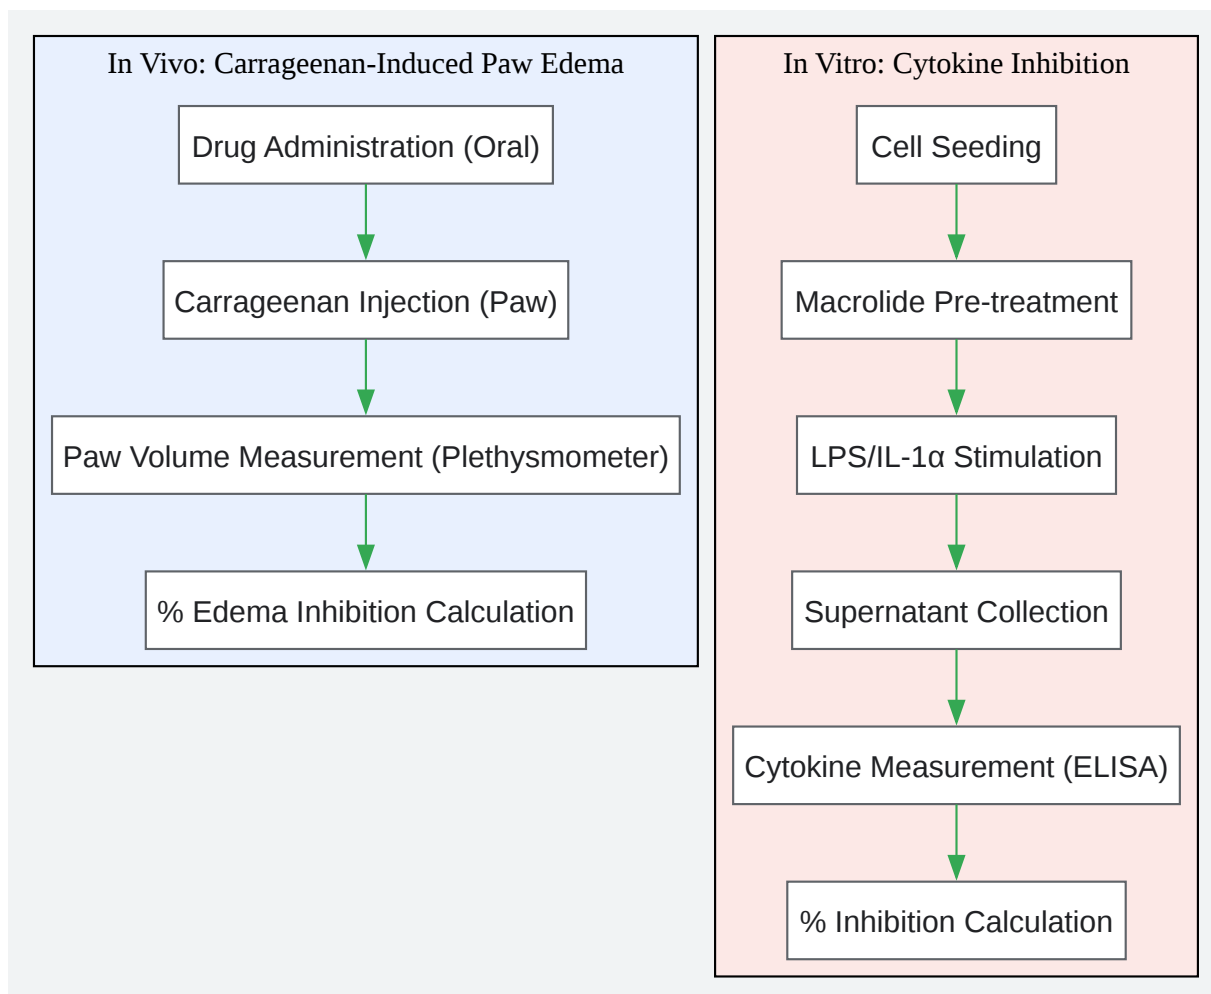 In Vivo: Carrageenan-Induced Paw Edema
Drug Administration (Oral)
Carrageenan Injection (Paw)
Paw Volume Measurement (Plethysmometer)
% Edema Inhibition Calculation
In Vitro: Cytokine Inhibition
Cell Seeding
Macrolide Pre-treatment
LPS/IL-1α Stimulation
Supernatant Collection
Cytokine Measurement (ELISA)
% Inhibition Calculation